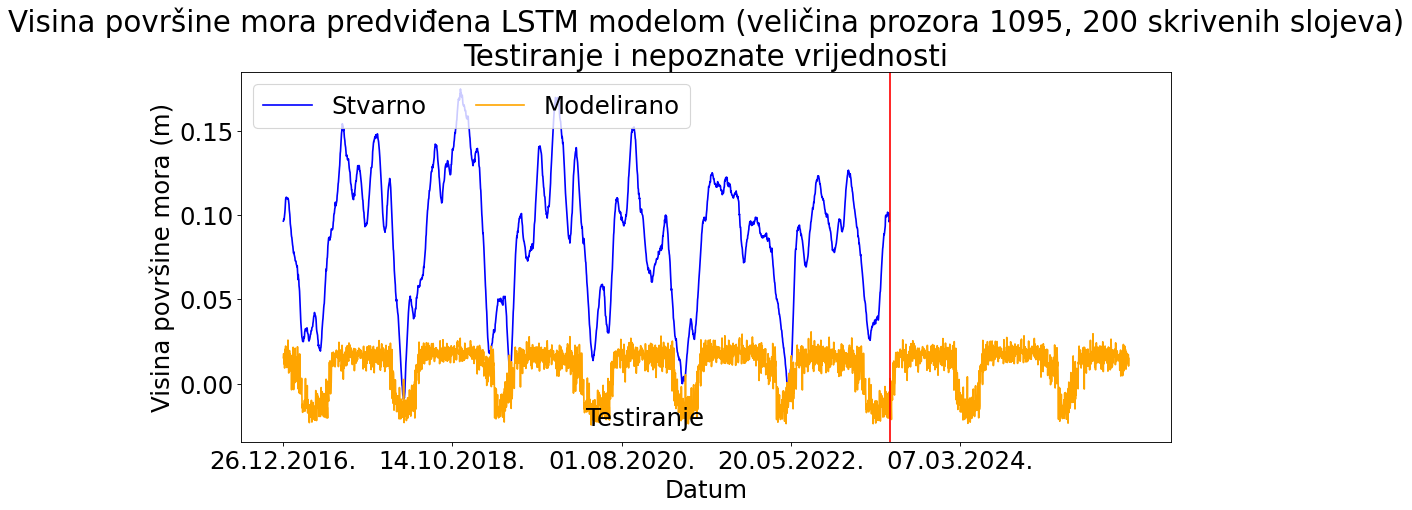 Visina površine mora predviđena LSTM modelom (veličina prozora 1095, 200 skrivenih slojeva)
Testiranje i nepoznate vrijednosti
Stvarno Modelirano
Visina površine mora (m)
0.15
0.10
0.05
0.00
Testiranje
26.12.2016. 14.10.2018. 01.08.2020. 20.05.2022. 07.03.2024.
Datum